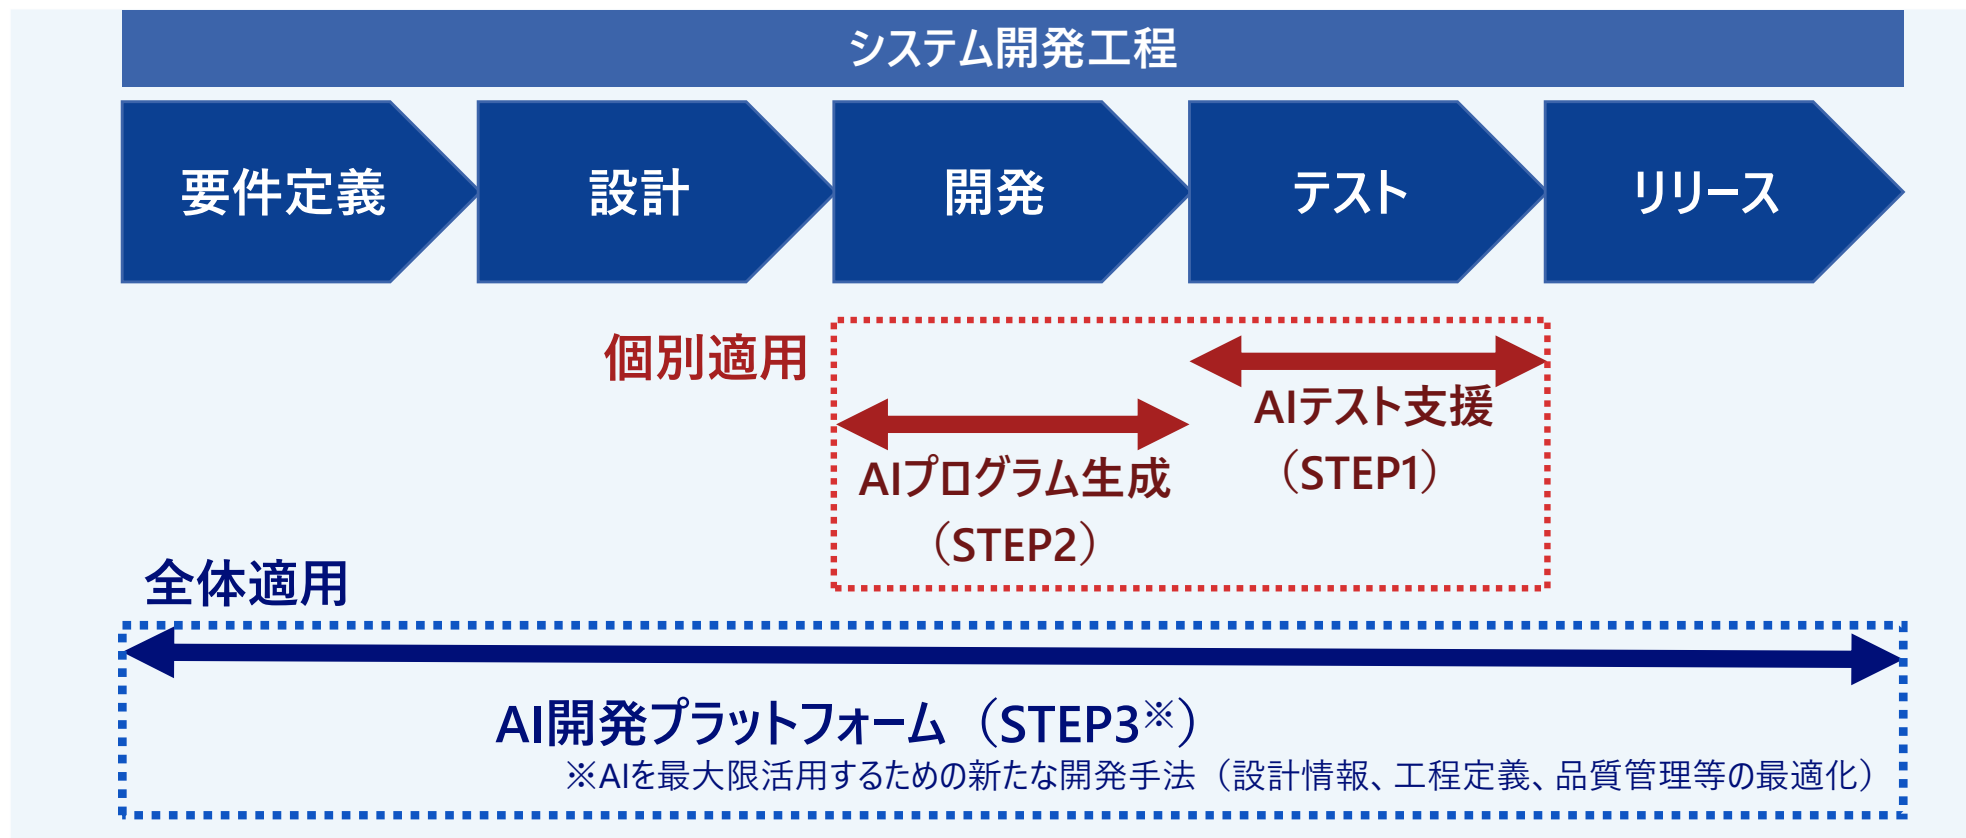 システム開発工程
要件定義
設計
開発
テスト
リリース
個別適用
AIテスト支援
（STEP1）
AIプログラム生成
（STEP2）
全体適用
AI開発プラットフォーム（STEP3※）
※AIを最大限活用するための新たな開発手法（設計情報、工程定義、品質管理等の最適化）